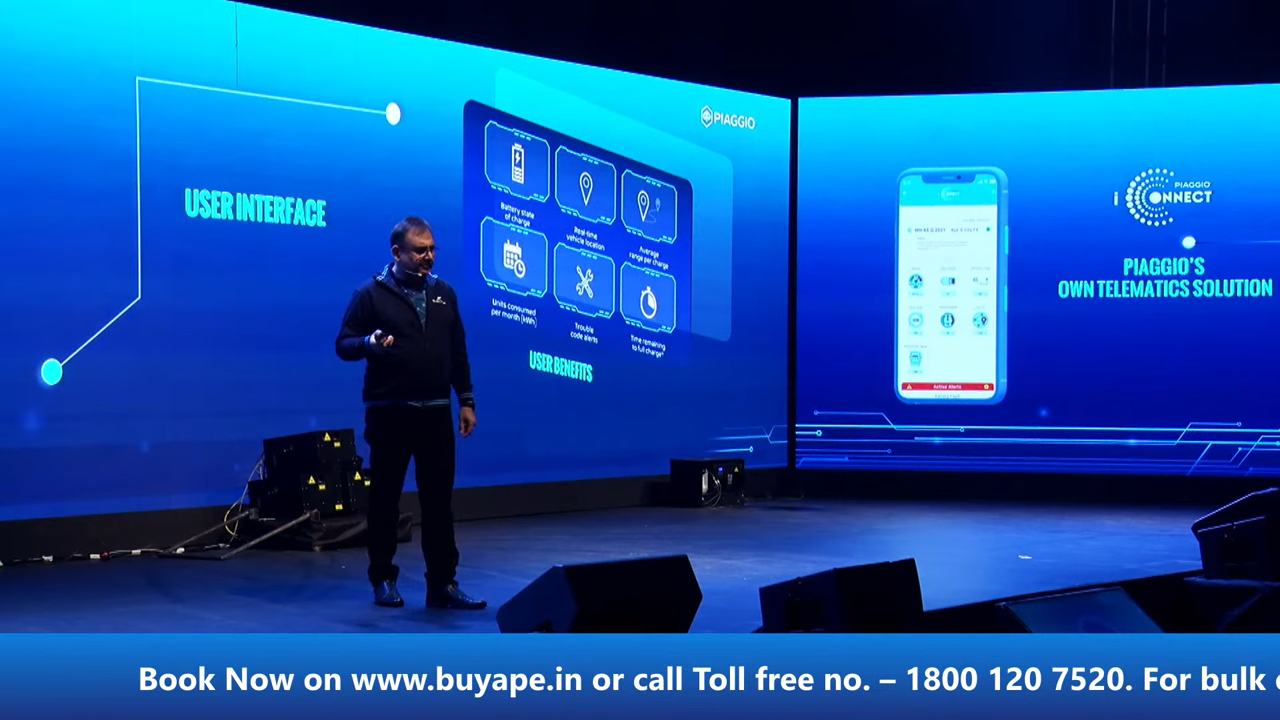 USER INTERFACE
PIAGGIO
Battery state
of charge
Real-time
vehicle location
Average
range per charge
Units consumed
per month (kWh)
Trouble
code alerts
Time remaining
to full charge*
USER BENEFITS
i CONNECT
PIAGGIO
PIAGGIO'S
OWN TELEMATICS SOLUTION
Active Alerts
Book Now on www.buyape.in or call Toll free no. – 1800 120 7520. For bulk